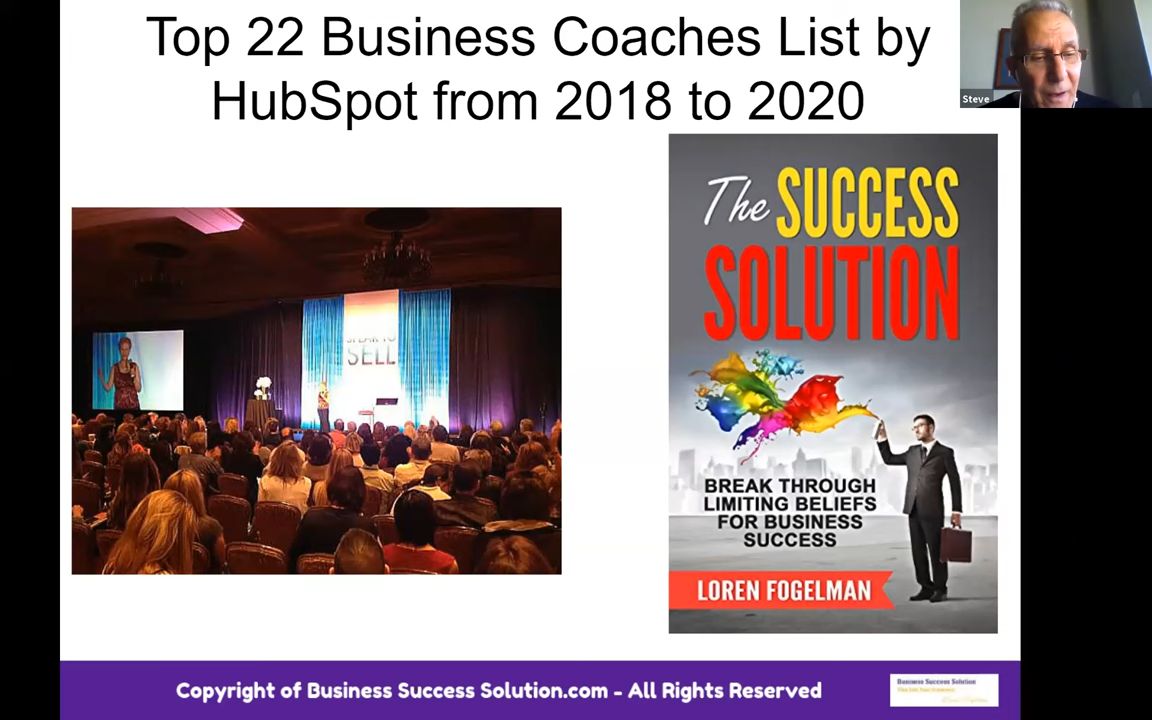 Top 22 Business Coaches List by
HubSpot from 2018 to 2020
Steve
The SUCCESS
SOLUTION
SELL
BREAK THROUGH
LIMITING BELIEFS
FOR BUSINESS
SUCCESS
LOREN FOGELMAN
Copyright of Business Success Solution.com - All Rights Reserved
Business Success Solution